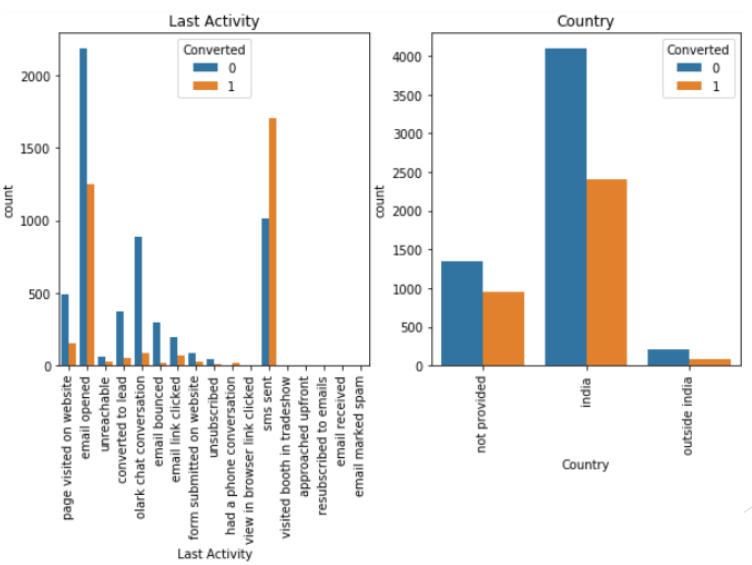 Last Activity
Converted
0
1
count
2000
1500
1000
500
0
page visited on website
email opened
unreachable
converted to lead
olark chat conversation
email bounced
email link clicked
form submitted on website
unsubscribed
had a phone conversation
view in browser link clicked
sms sent
visited booth in tradeshow
approached upfront
resubscribed to emails
email received
email marked spam
Last Activity
Country
Converted
0
1
count
4000
3500
3000
2500
2000
1500
1000
500
0
not provided
india
outside india
Country